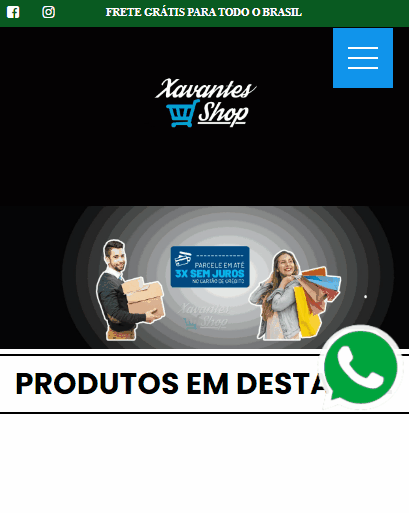 FRETE GRÁTIS PARA TODO O BRASIL
Xavantes
Shop
PARCELE EM ATÉ
3X SEM JUROS
NO CARTÃO DE CRÉDITO
Xavantes
Shop
PRODUTOS EM DESTA